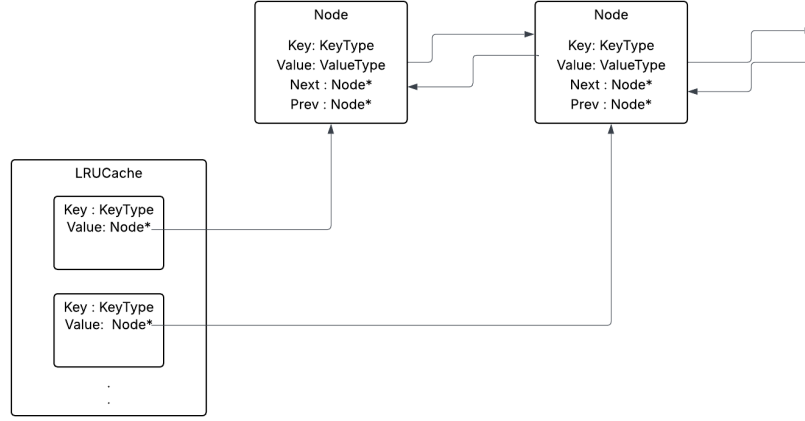 Node
Key: KeyType
Value: ValueType
Next : Node*
Prev : Node*
Node
Key: KeyType
Value: ValueType
Next : Node*
Prev : Node*
LRUCache
Key : KeyType
Value: Node*
Key : KeyType
Value:  Node*
.
.